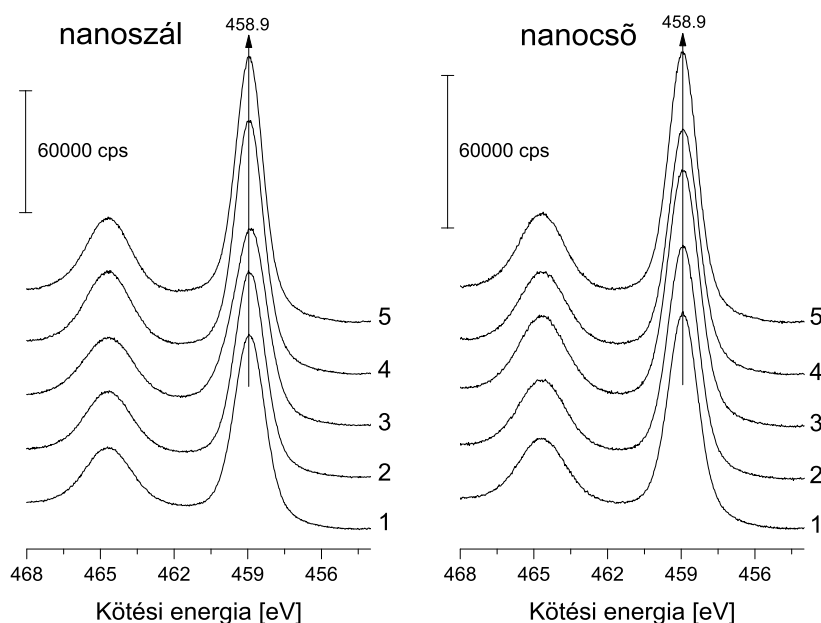 nanoszál
458.9
60000 cps
5
4
3
2
1
468 465 462 459 456
Kötési energia [eV]
nanocsõ
458.9
60000 cps
5
4
3
2
1
468 465 462 459 456
Kötési energia [eV]